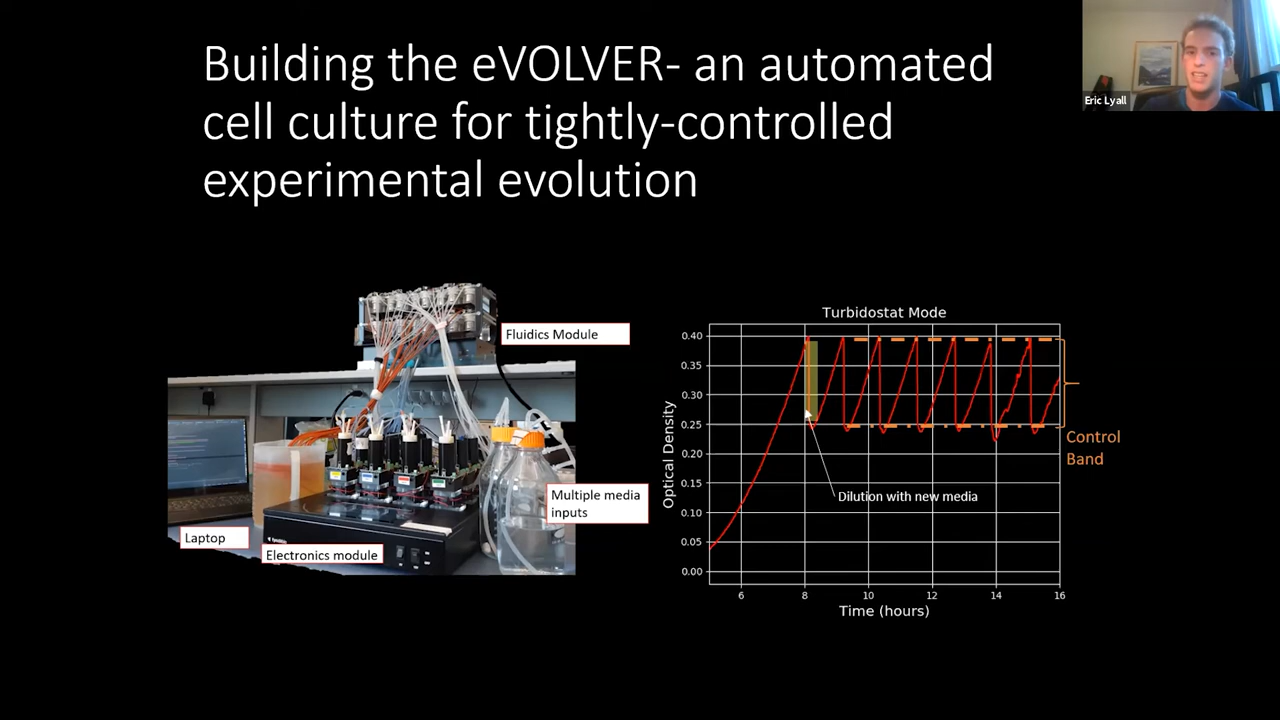 Building the eVOLVER- an automated
cell culture for tightly-controlled
experimental evolution
Eric Lyall
Fluidics Module
Multiple media
inputs
Laptop
Electronics module
Turbidostat Mode
0.40
0.35
0.30
0.25
0.20
0.15
0.10
0.05
0.00
Optical Density
6
8
10
12
14
16
Time (hours)
Dilution with new media
Control
Band